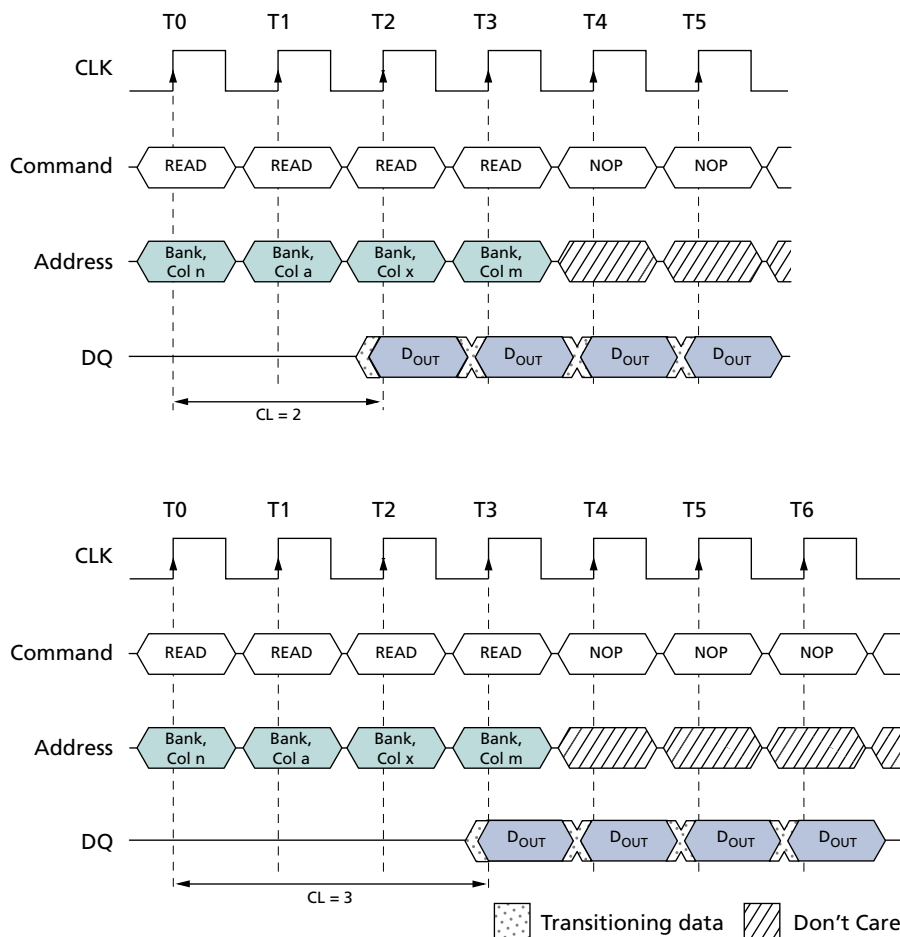 T0 T1 T2 T3 T4 T5
CLK
Command READ READ READ READ NOP NOP
Address Bank, Col n Bank, Col a Bank, Col x Bank, Col m
DQ DOUT DOUT DOUT DOUT
CL = 2
T0 T1 T2 T3 T4 T5 T6
CLK
Command READ READ READ READ NOP NOP NOP
Address Bank, Col n Bank, Col a Bank, Col x Bank, Col m
DQ DOUT DOUT DOUT DOUT
CL = 3
Transitioning data Don't Care